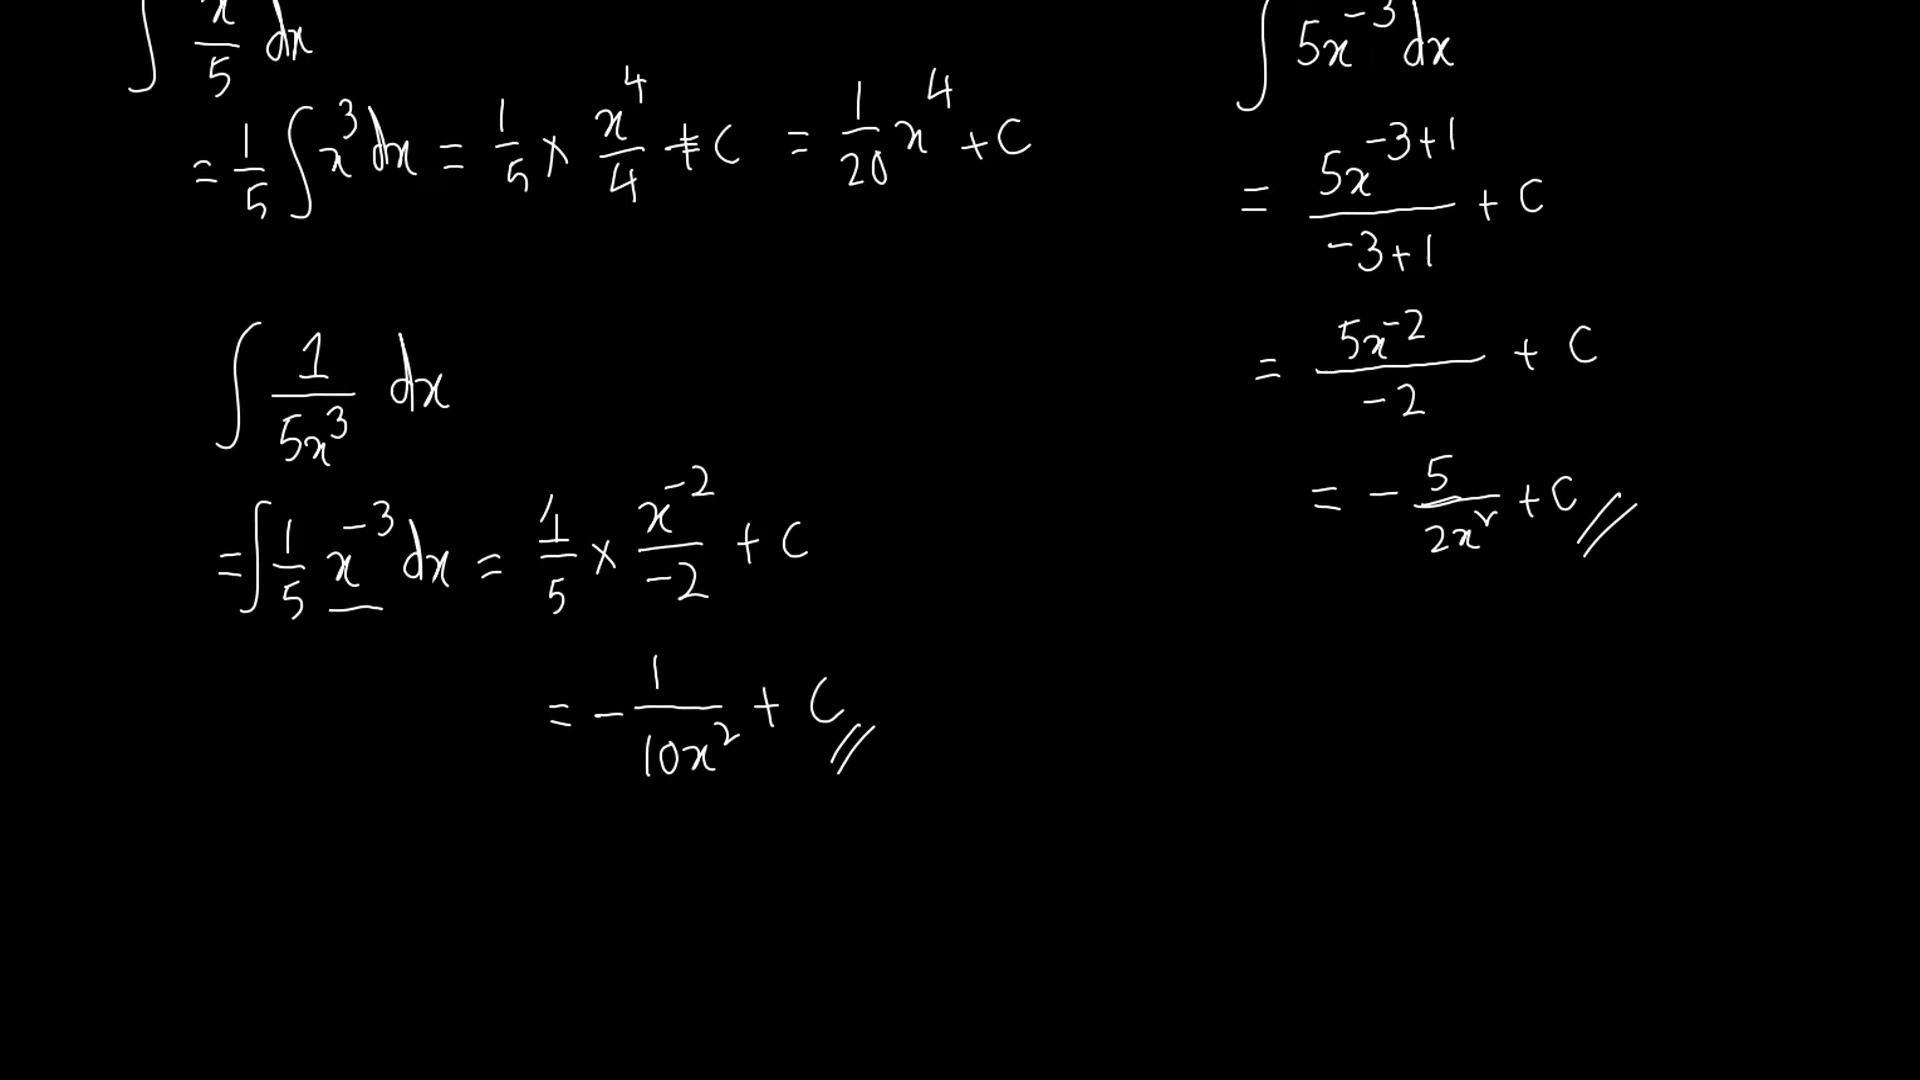 ∫ x/5 dx
= 1/5 ∫ x³ dx = 1/5 × x⁴/4 + C = 1/20 x⁴ + C
∫ 1/(5x³) dx
= ∫ 1/5 x⁻³ dx = 1/5 × x⁻²/-2 + C
= - 1/(10x²) + C //
∫ 5x⁻³ dx
= 5x⁻³⁺¹/(-3+1) + C
= 5x⁻²/-2 + C
= - 5/(2x²) + C //